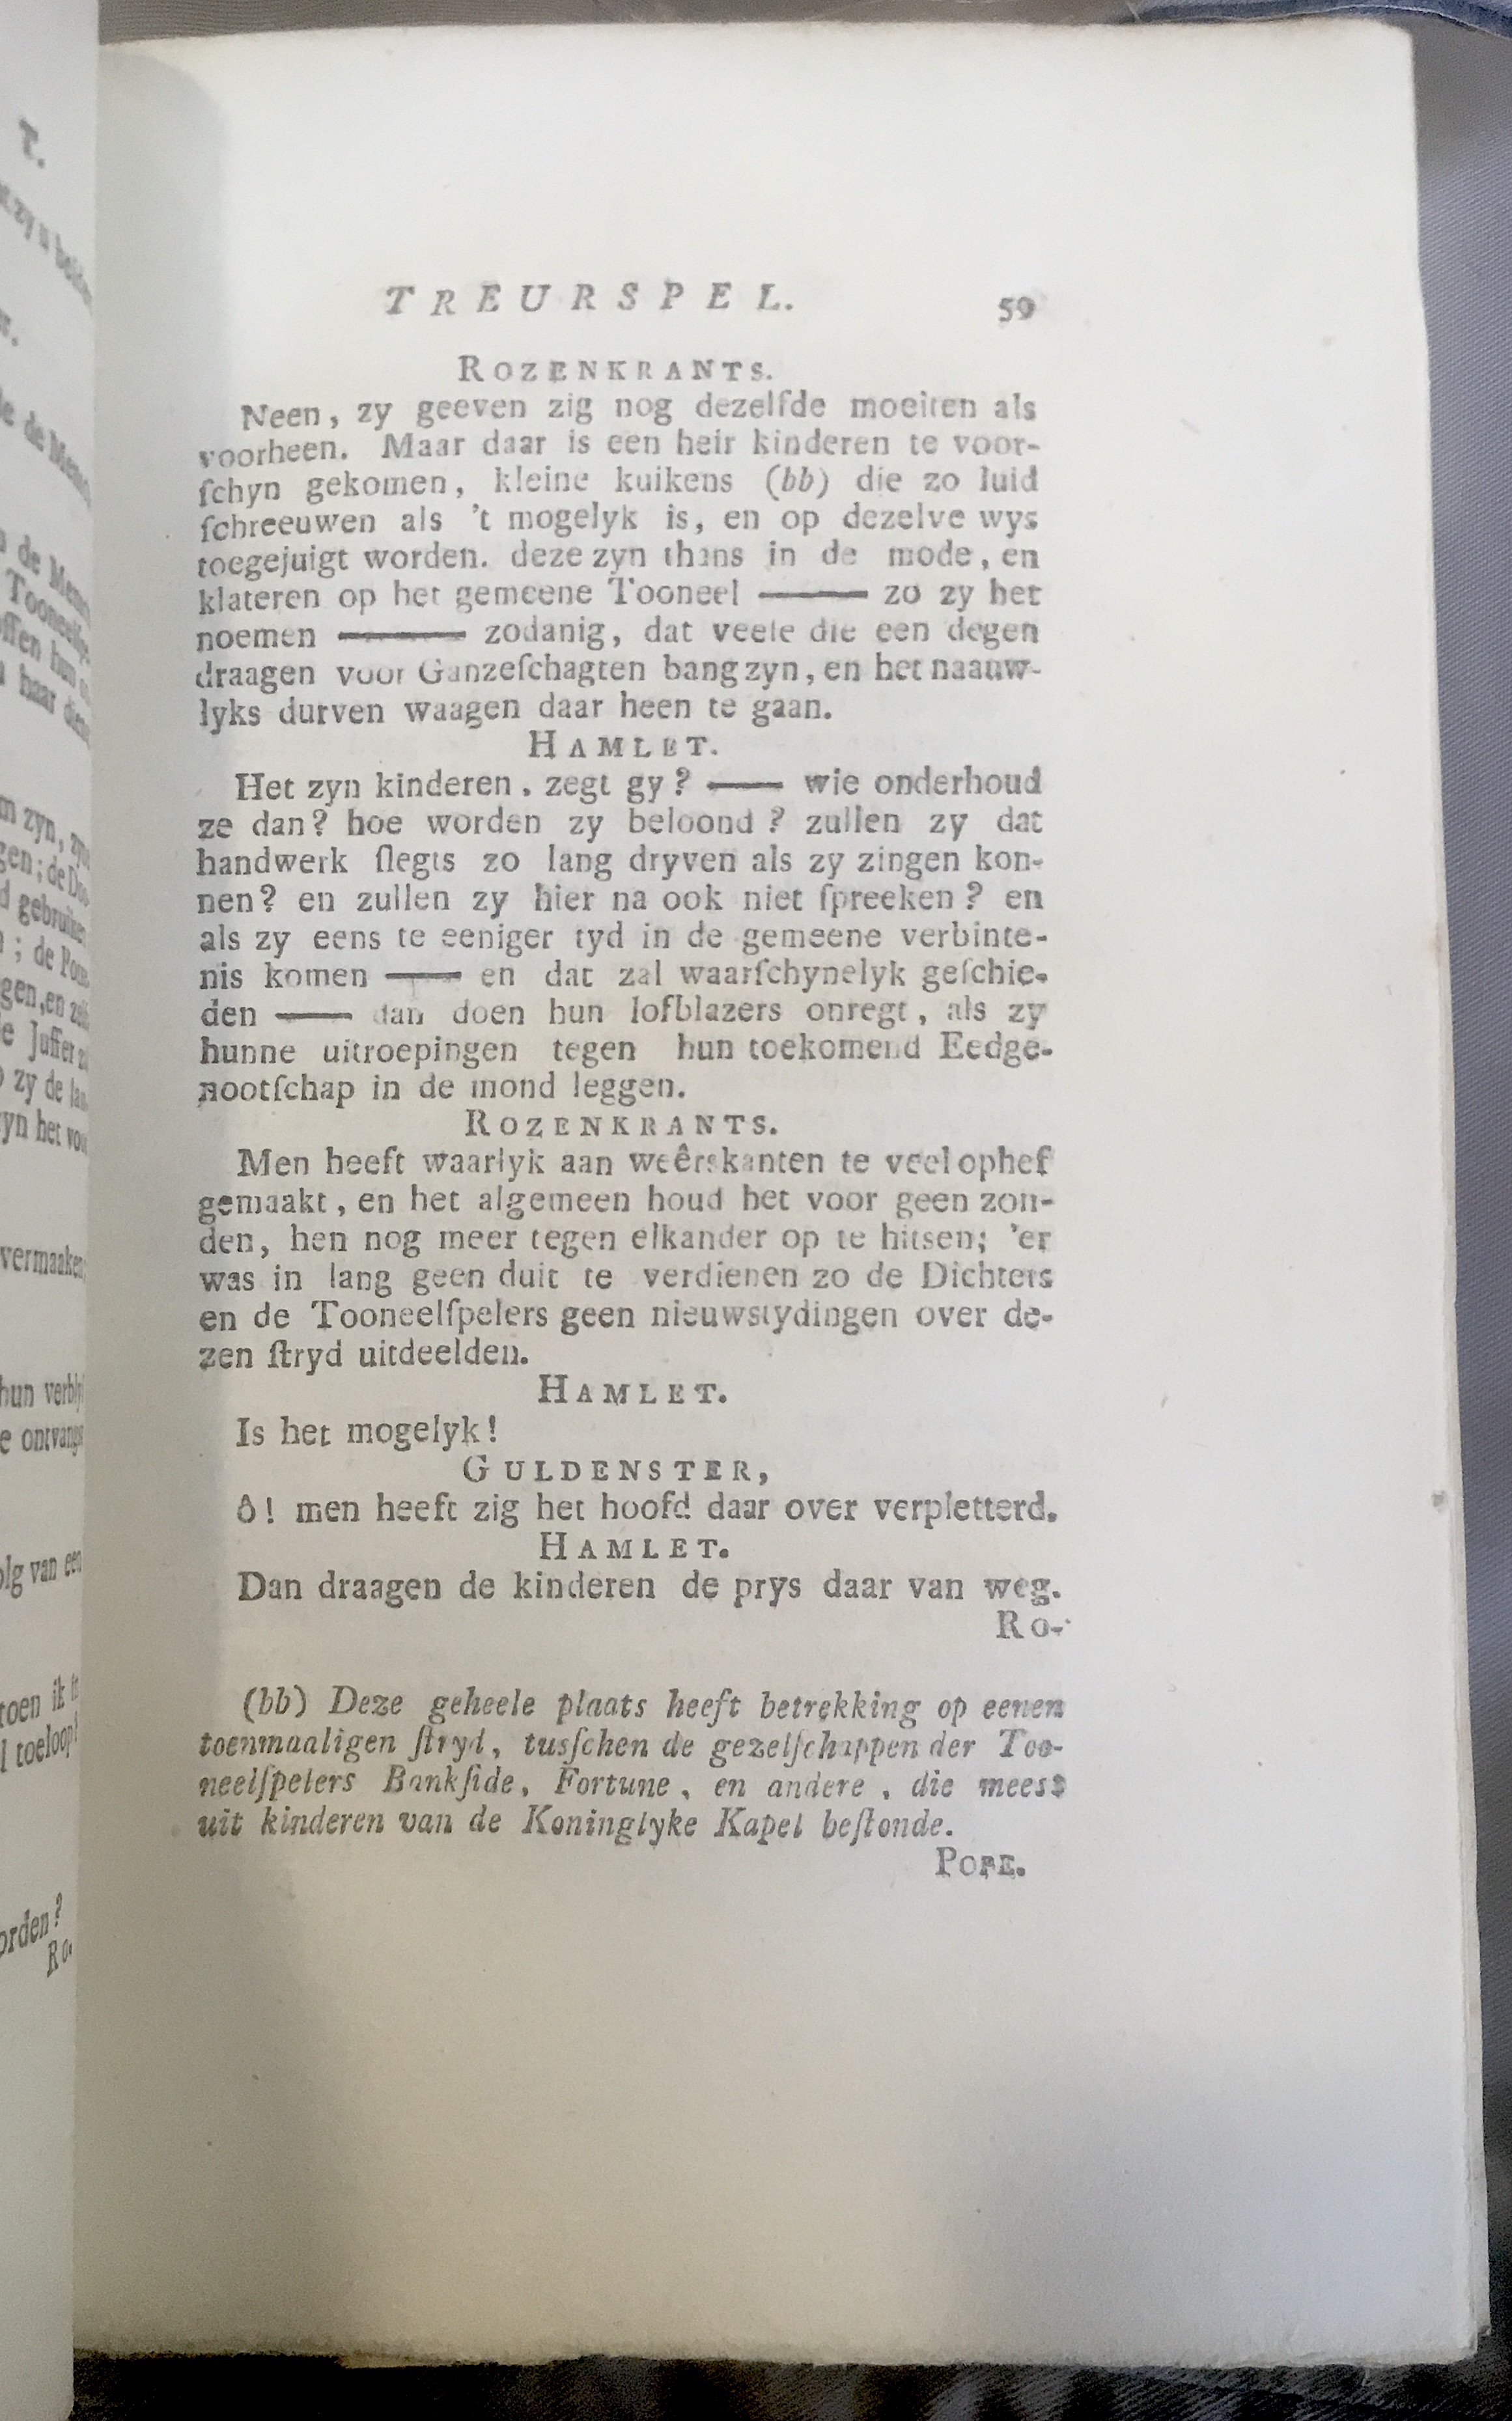 TREURSPEL. 59
ROZENKRANTS.
Neen, zy geeven zig nog dezelfde moeiten als
voorheen. Maar daar is een heir kinderen te voor-
ſchyn gekomen, kleine kuikens (bb) die zo luid
ſchreeuwen als 't mogelyk is, en op dezelve wys
toegejuigt worden. deze zyn thans in de mode, en
klateren op het gemeene Tooneel —— zo zy het
noemen —— zodanig, dat veele die een degen
draagen voor Ganzeſchagten bang zyn, en het naauw-
lyks durven waagen daar heen te gaan.
HAMLET.
Het zyn kinderen, zegt gy? —— wie onderhoud
ze dan? hoe worden zy beloond? zullen zy dat
handwerk ſlegts zo lang dryven als zy zingen kon-
nen? en zullen zy hier na ook niet ſpreeken? en
als zy eens te eeniger tyd in de gemeene verbinte-
nis komen —— en dat zal waarſchynelyk geſchie-
den —— dan doen hun lofblazers onregt, als zy
hunne uitroepingen tegen hun toekomend Eedge-
nootſchap in de mond leggen.
ROZENKRANTS.
Men heeft waarlyk aan weêrskanten te veel ophef
gemaakt, en het algemeen houd het voor geen zon-
den, hen nog meer tegen elkander op te hitsen; 'er
was in lang geen duit te verdienen zo de Dichters
en de Tooneelſpelers geen nieuwstydingen over de-
zen ſtryd uitdeelden.
HAMLET.
Is het mogelyk!
GULDENSTER,
ô! men heeft zig het hoofd daar over verpletterd.
HAMLET.
Dan draagen de kinderen de prys daar van weg.
Ro-
(bb) Deze geheele plaats heeft betrekking op eenen
toenmaaligen ſtryd, tusſchen de gezelſchappen der Too-
neelſpelers Bankſide, Fortune, en andere, die meest
uit kinderen van de Koninglyke Kapel beſtonde.
POPE.